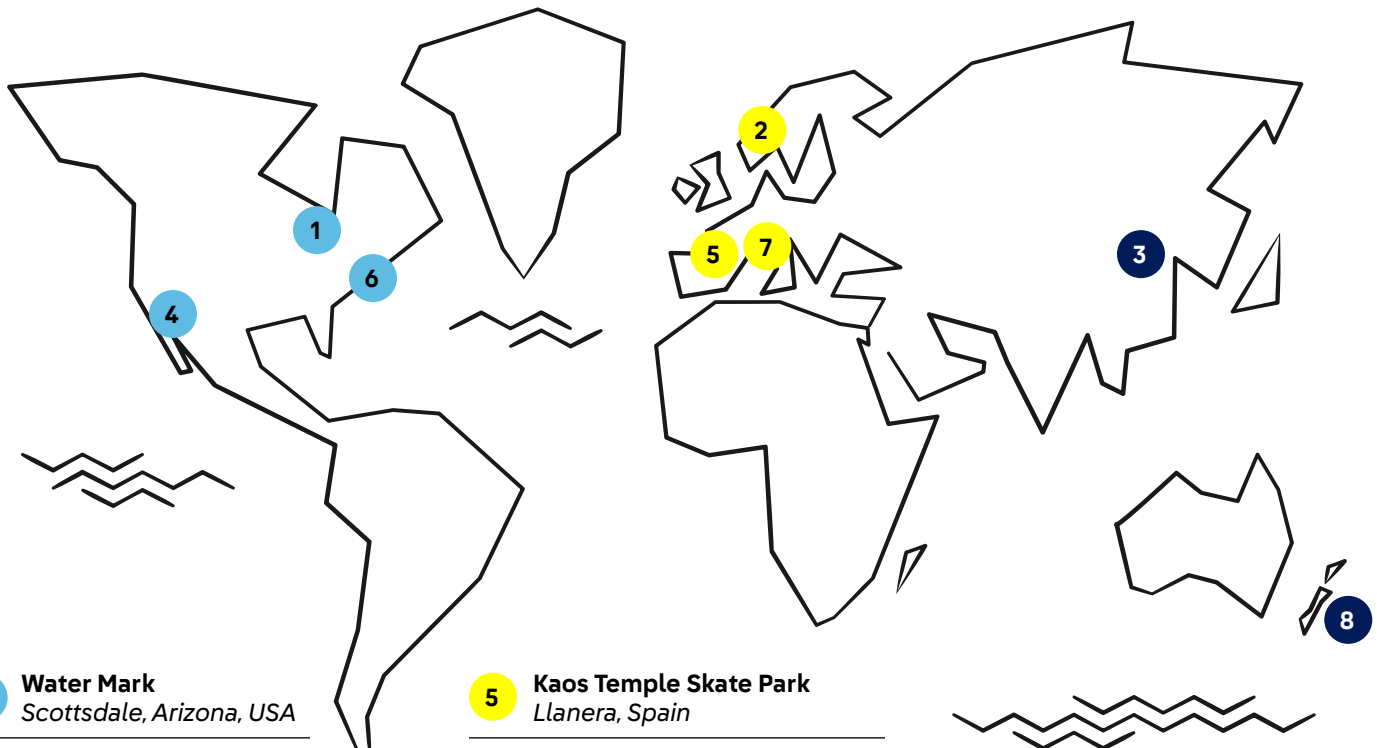 2
1
5
7
3
6
4
8
Water Mark
Scottsdale, Arizona, USA
5
Kaos Temple Skate Park
Llanera, Spain